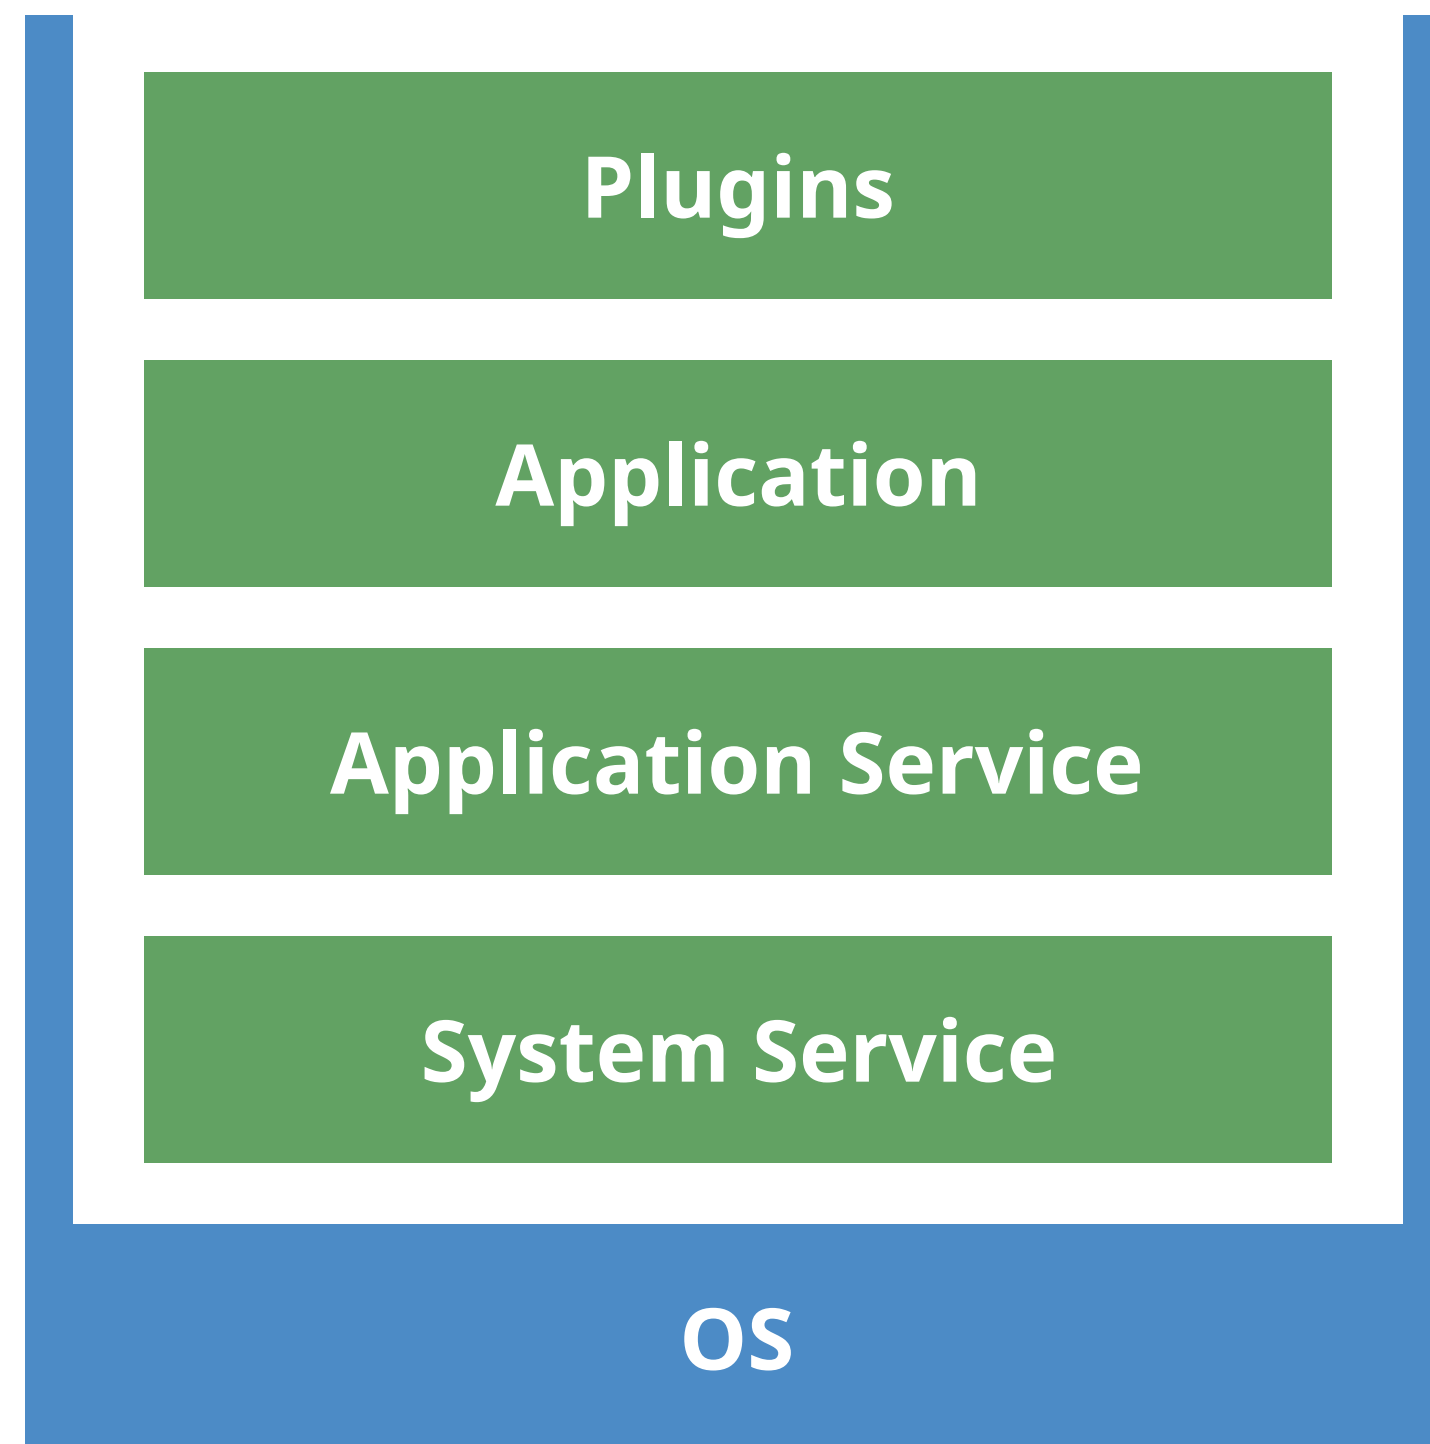 Plugins
Application
Application Service
System Service
OS